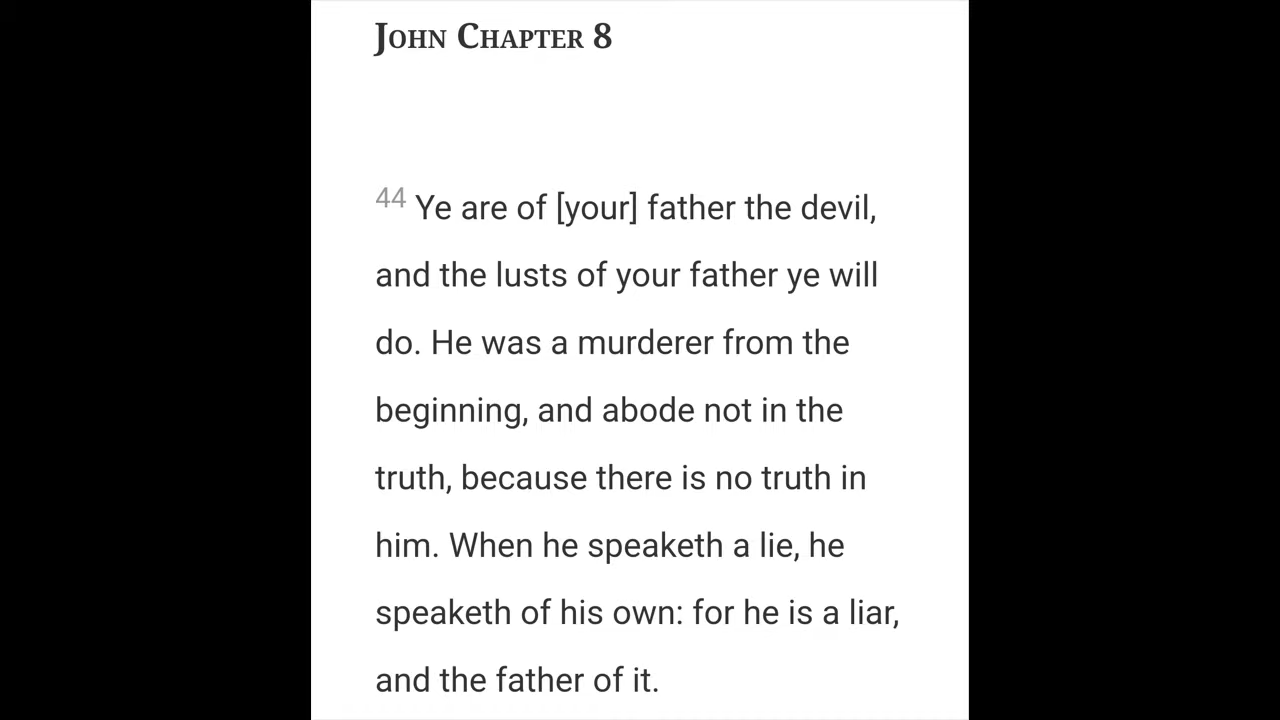 John Chapter 8
44 Ye are of [your] father the devil,
and the lusts of your father ye will
do. He was a murderer from the
beginning, and abode not in the
truth, because there is no truth in
him. When he speaketh a lie, he
speaketh of his own: for he is a liar,
and the father of it.